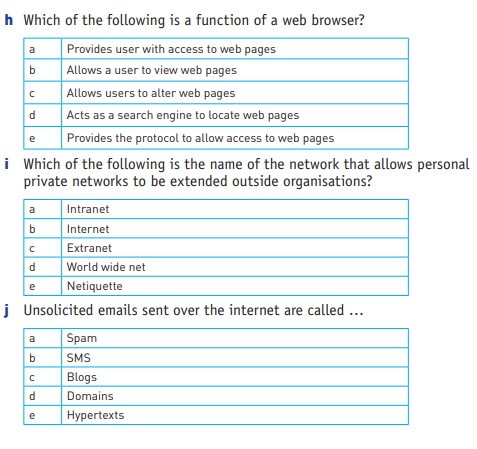 h Which of the following is a function of a web browser?
a Provides user with access to web pages
b Allows a user to view web pages
c Allows users to alter web pages
d Acts as a search engine to locate web pages
e Provides the protocol to allow access to web pages
i Which of the following is the name of the network that allows personal
private networks to be extended outside organisations?
a Intranet
b Internet
c Extranet
d World wide net
e Netiquette
j Unsolicited emails sent over the internet are called ...
a Spam
b SMS
c Blogs
d Domains
e Hypertexts